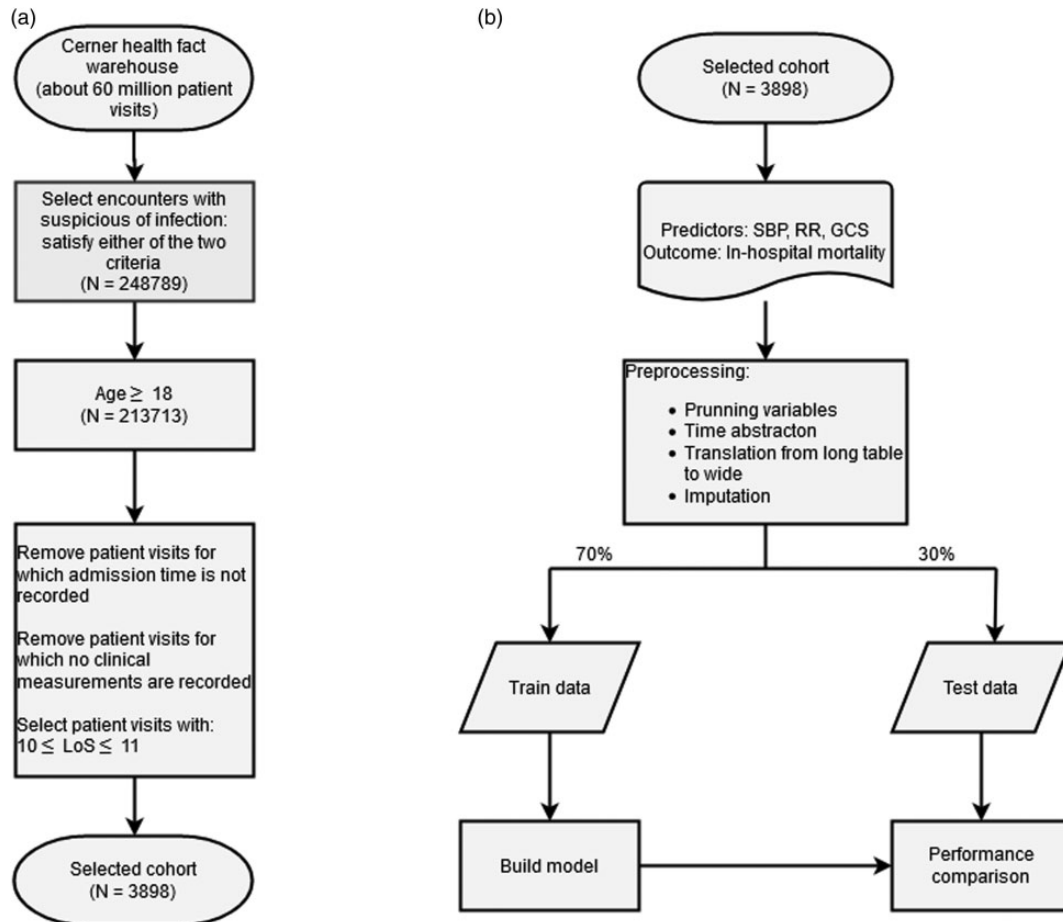 (a)
Cerner health fact
warehouse
(about 60 million patient
visits)
Select encounters with
suspicious of infection:
satisfy either of the two
criteria
(N = 248789)
Age ≥ 18
(N = 213713)
Remove patient visits for
which admission time is not
recorded
Remove patient visits for
which no clinical
measurements are recorded
Select patient visits with:
10 ≤ LoS ≤ 11
Selected cohort
(N = 3898)
(b)
Selected cohort
(N = 3898)
Predictors: SBP, RR, GCS
Outcome: In-hospital mortality
Preprocessing:
• Prunning variables
• Time abstracton
• Translation from long table
to wide
• Imputation
70%
30%
Train data
Test data
Build model
Performance
comparison